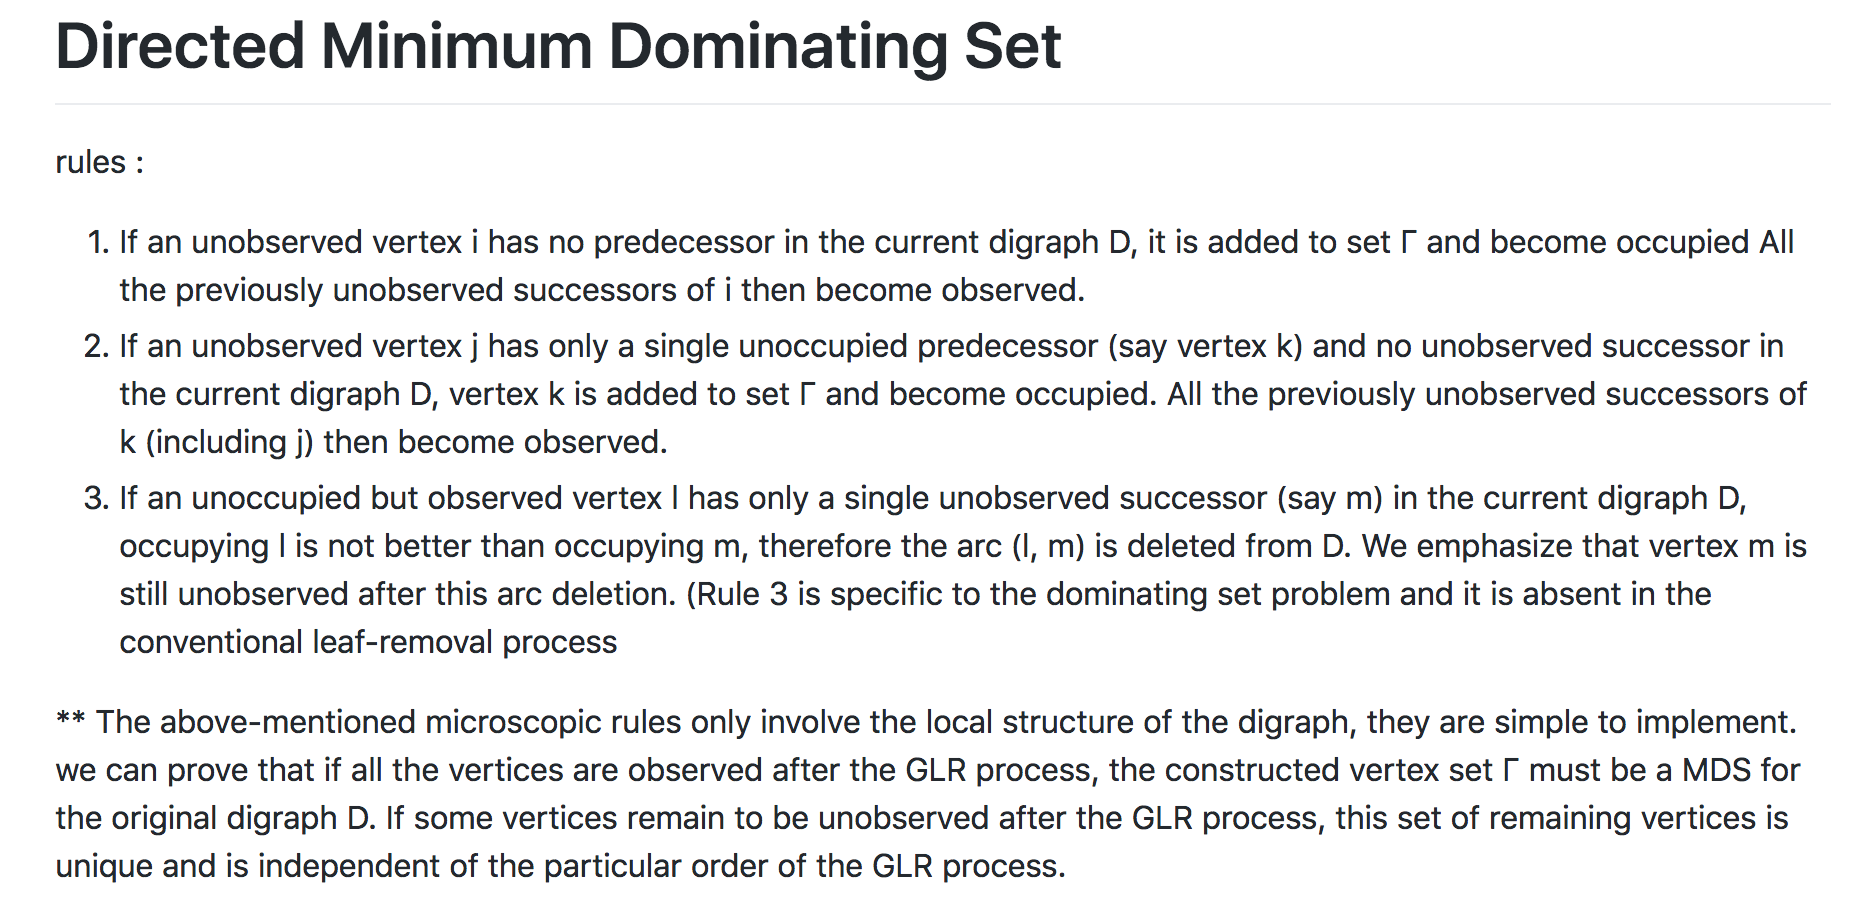 Directed Minimum Dominating Set
rules :
1. If an unobserved vertex i has no predecessor in the current digraph D, it is added to set Γ and become occupied All
the previously unobserved successors of i then become observed.
2. If an unobserved vertex j has only a single unoccupied predecessor (say vertex k) and no unobserved successor in
the current digraph D, vertex k is added to set Γ and become occupied. All the previously unobserved successors of
k (including j) then become observed.
3. If an unoccupied but observed vertex l has only a single unobserved successor (say m) in the current digraph D,
occupying l is not better than occupying m, therefore the arc (l, m) is deleted from D. We emphasize that vertex m is
still unobserved after this arc deletion. (Rule 3 is specific to the dominating set problem and it is absent in the
conventional leaf-removal process
** The above-mentioned microscopic rules only involve the local structure of the digraph, they are simple to implement.
we can prove that if all the vertices are observed after the GLR process, the constructed vertex set Γ must be a MDS for
the original digraph D. If some vertices remain to be unobserved after the GLR process, this set of remaining vertices is
unique and is independent of the particular order of the GLR process.